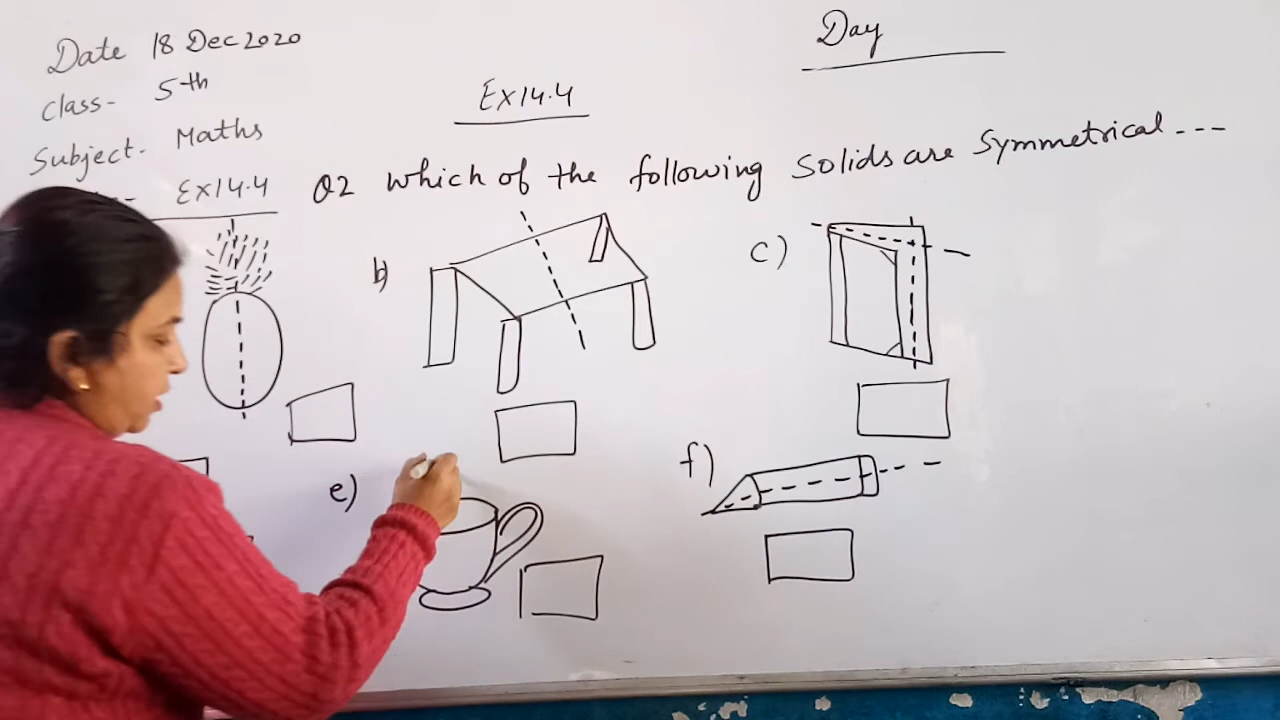 Date 18 Dec 2020
Day
Class- 5th
Ex14.4
Subject- Maths
Ex14.4
Q2 which of the following Solids are Symmetrical ---
b)
c)
e)
f)